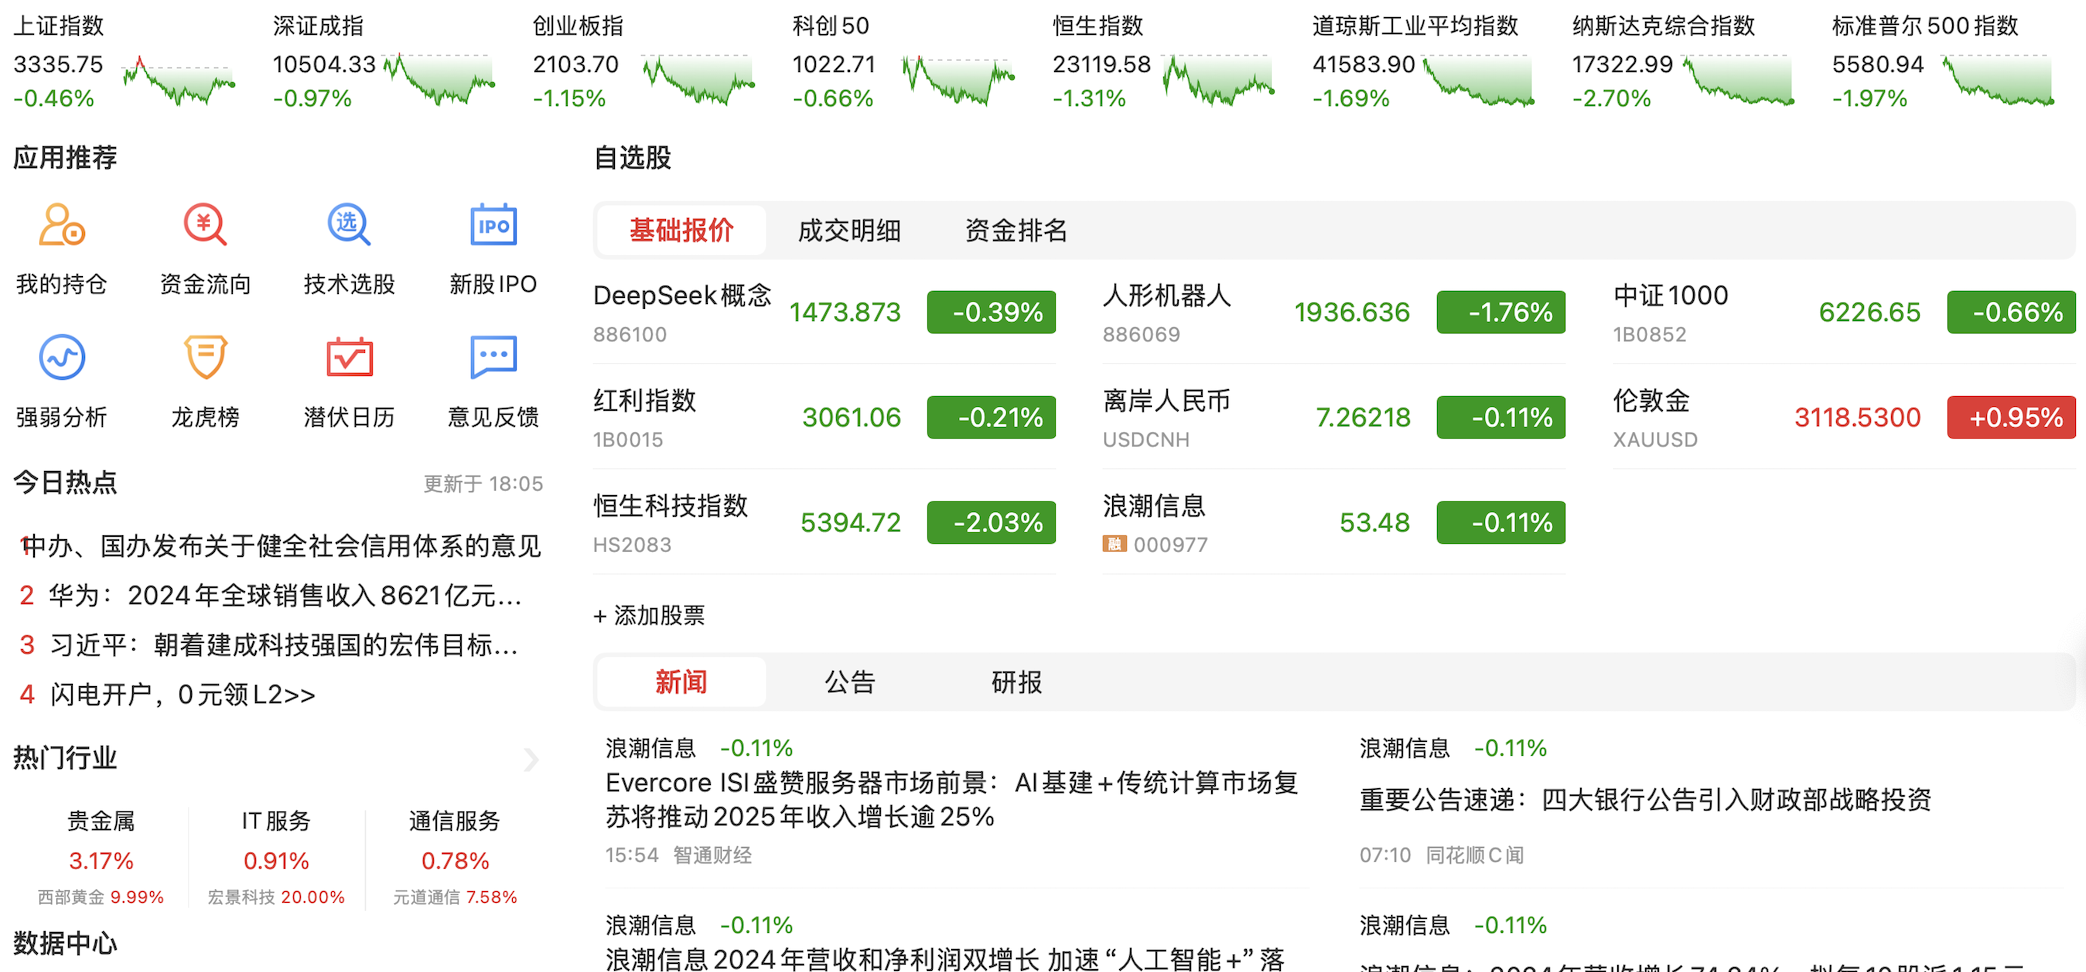 上证指数
3335.75
-0.46%
深证成指
10504.33
-0.97%
创业板指
2103.70
-1.15%
科创50
1022.71
-0.66%
恒生指数
23119.58
-1.31%
道琼斯工业平均指数
41583.90
-1.69%
纳斯达克综合指数
17322.99
-2.70%
标准普尔500指数
5580.94
-1.97%
应用推荐
我的持仓
资金流向
选
技术选股
IPO
新股IPO
强弱分析
龙虎榜
潜伏日历
意见反馈
今日热点
更新于 18:05
1 中办、国办发布关于健全社会信用体系的意见
2 华为：2024年全球销售收入8621亿元...
3 习近平：朝着建成科技强国的宏伟目标...
4 闪电开户，0元领L2>>
热门行业
贵金属
3.17%
西部黄金 9.99%
IT服务
0.91%
宏景科技 20.00%
通信服务
0.78%
元道通信 7.58%
数据中心
自选股
基础报价 成交明细 资金排名
DeepSeek概念
886100
1473.873
-0.39%
人形机器人
886069
1936.636
-1.76%
中证1000
1B0852
6226.65
-0.66%
红利指数
1B0015
3061.06
-0.21%
离岸人民币
USDCNH
7.26218
-0.11%
伦敦金
XAUUSD
3118.5300
+0.95%
恒生科技指数
HS2083
5394.72
-2.03%
浪潮信息
融 000977
53.48
-0.11%
+ 添加股票
新闻 公告 研报
浪潮信息 -0.11%
Evercore ISI盛赞服务器市场前景：AI基建+传统计算市场复
苏将推动2025年收入增长逾25%
15:54 智通财经
浪潮信息 -0.11%
重要公告速递：四大银行公告引入财政部战略投资
07:10 同花顺C闻
浪潮信息 -0.11%
浪潮信息2024年营收和净利润双增长 加速“人工智能+”落
浪潮信息 -0.11%